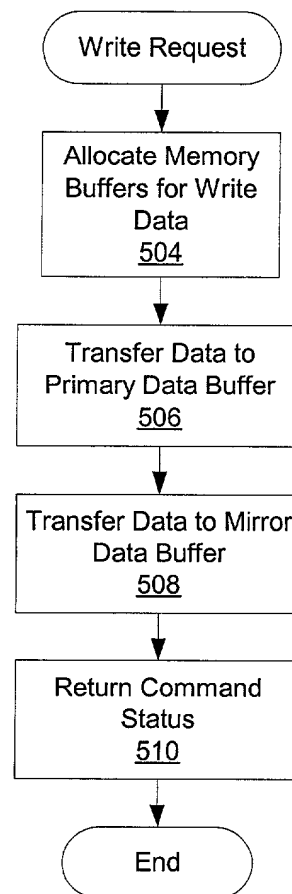 Write Request
Allocate Memory
Buffers for Write
Data
504
Transfer Data to
Primary Data Buffer
506
Transfer Data to Mirror
Data Buffer
508
Return Command
Status
510
End